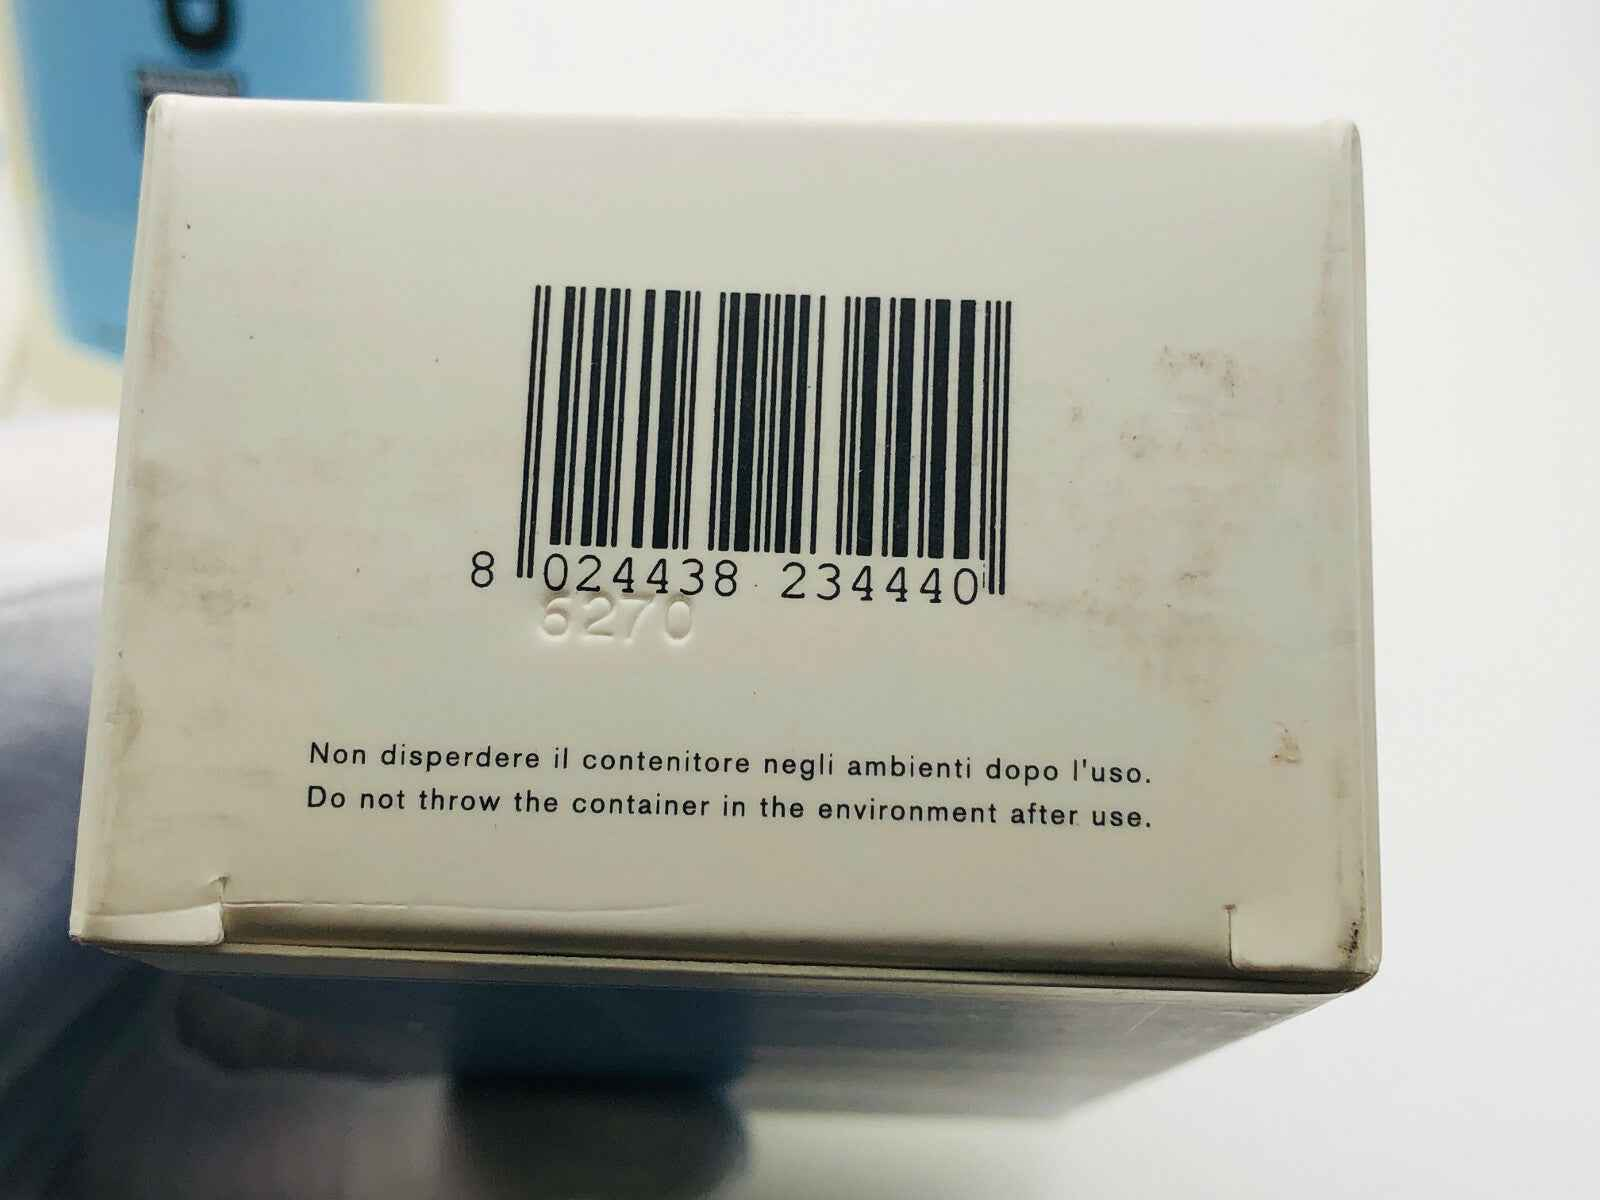 8 024438 234440
6270
Non disperdere il contenitore negli ambienti dopo l'uso.
Do not throw the container in the environment after use.